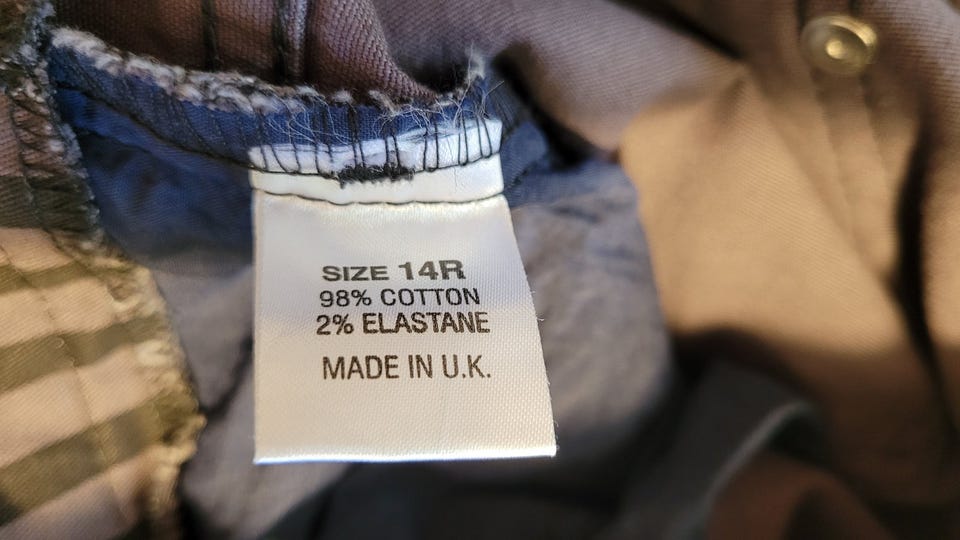 SIZE 14R
98% COTTON
2% ELASTANE
MADE IN U.K.